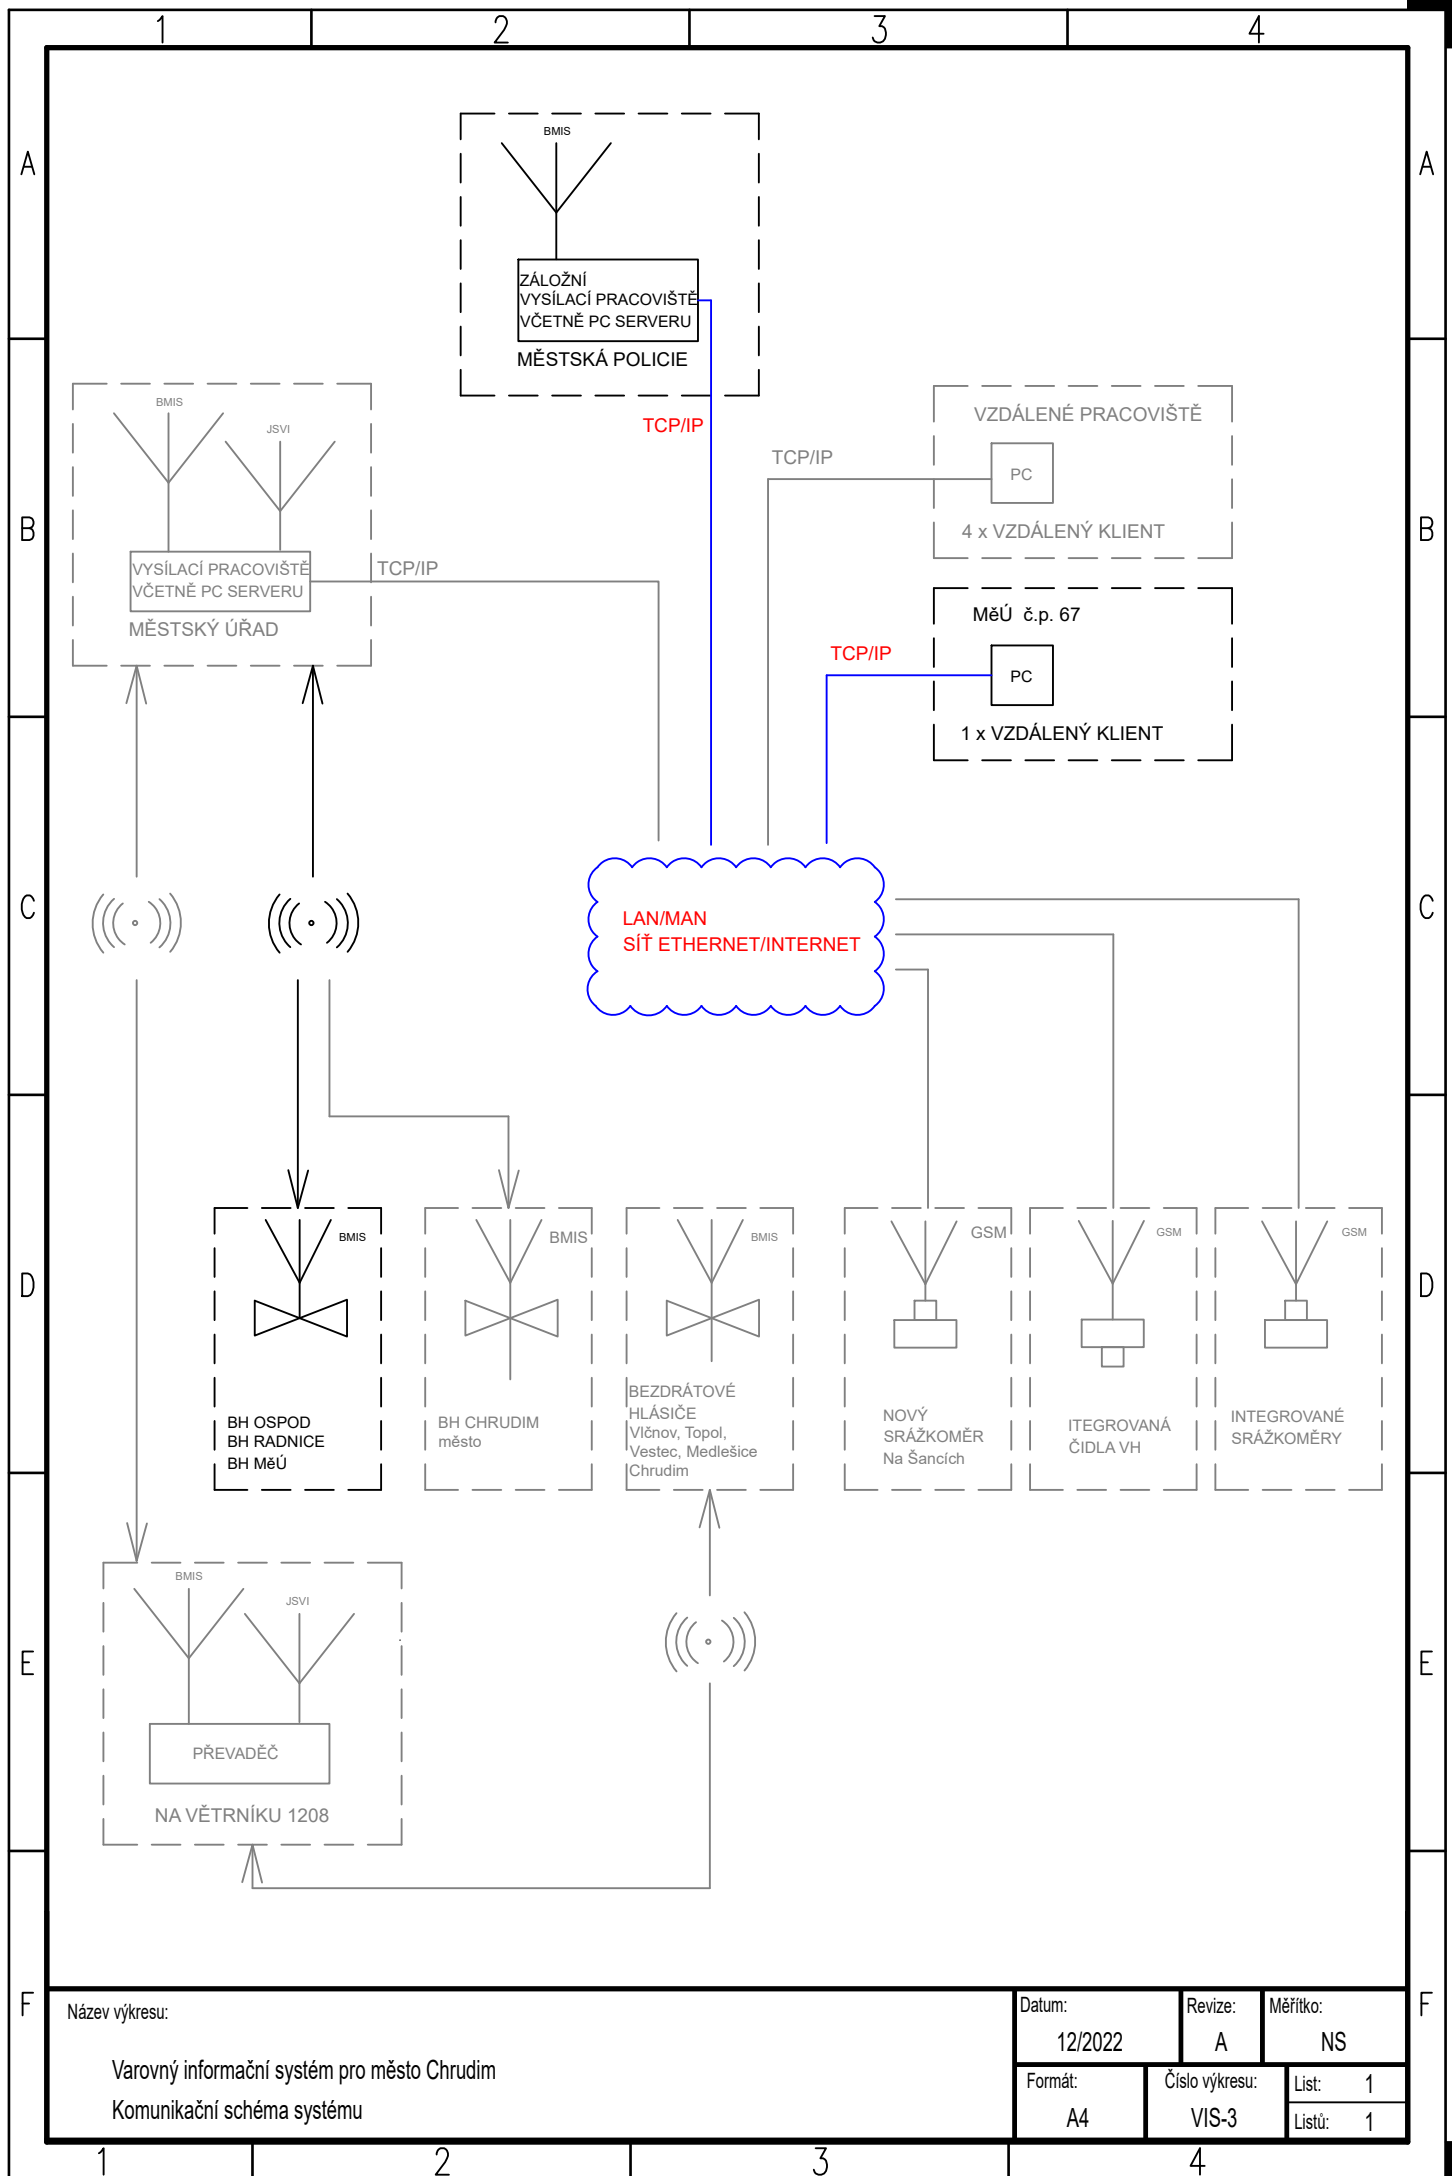 1
2
3
4
A
A
BMIS
ZÁLOŽNÍ
VYSÍLACÍ PRACOVIŠTĚ
VČETNĚ PC SERVERU
MĚSTSKÁ POLICIE
TCP/IP
BMIS
JSVI
VYSÍLACÍ PRACOVIŠTĚ
VČETNĚ PC SERVERU
MĚSTSKÝ ÚŘAD
TCP/IP
TCP/IP
VZDÁLENÉ PRACOVIŠTĚ
PC
4 x VZDÁLENÝ KLIENT
B
B
MěÚ č.p. 67
TCP/IP
PC
1 x VZDÁLENÝ KLIENT
C
C
LAN/MAN
SÍŤ ETHERNET/INTERNET
D
D
BMIS
BH OSPOD
BH RADNICE
BH MěÚ
BMIS
BH CHRUDIM
město
BMIS
BEZDRÁTOVÉ
HLÁSIČE
Vlčnov, Topol,
Vestec, Medlešice
Chrudim
GSM
NOVÝ
SRÁŽKOMĚR
Na Šancích
GSM
ITEGROVANÁ
ČIDLA VH
GSM
INTEGROVANÉ
SRÁŽKOMĚRY
E
E
BMIS
JSVI
PŘEVADĚČ
NA VĚTRNÍKU 1208
F
F
Název výkresu:
Varovný informační systém pro město Chrudim
Komunikační schéma systému
Datum:
12/2022
Revize:
A
Měřítko:
NS
Formát:
A4
Číslo výkresu:
VIS-3
List: 1
Listů: 1
1
2
3
4